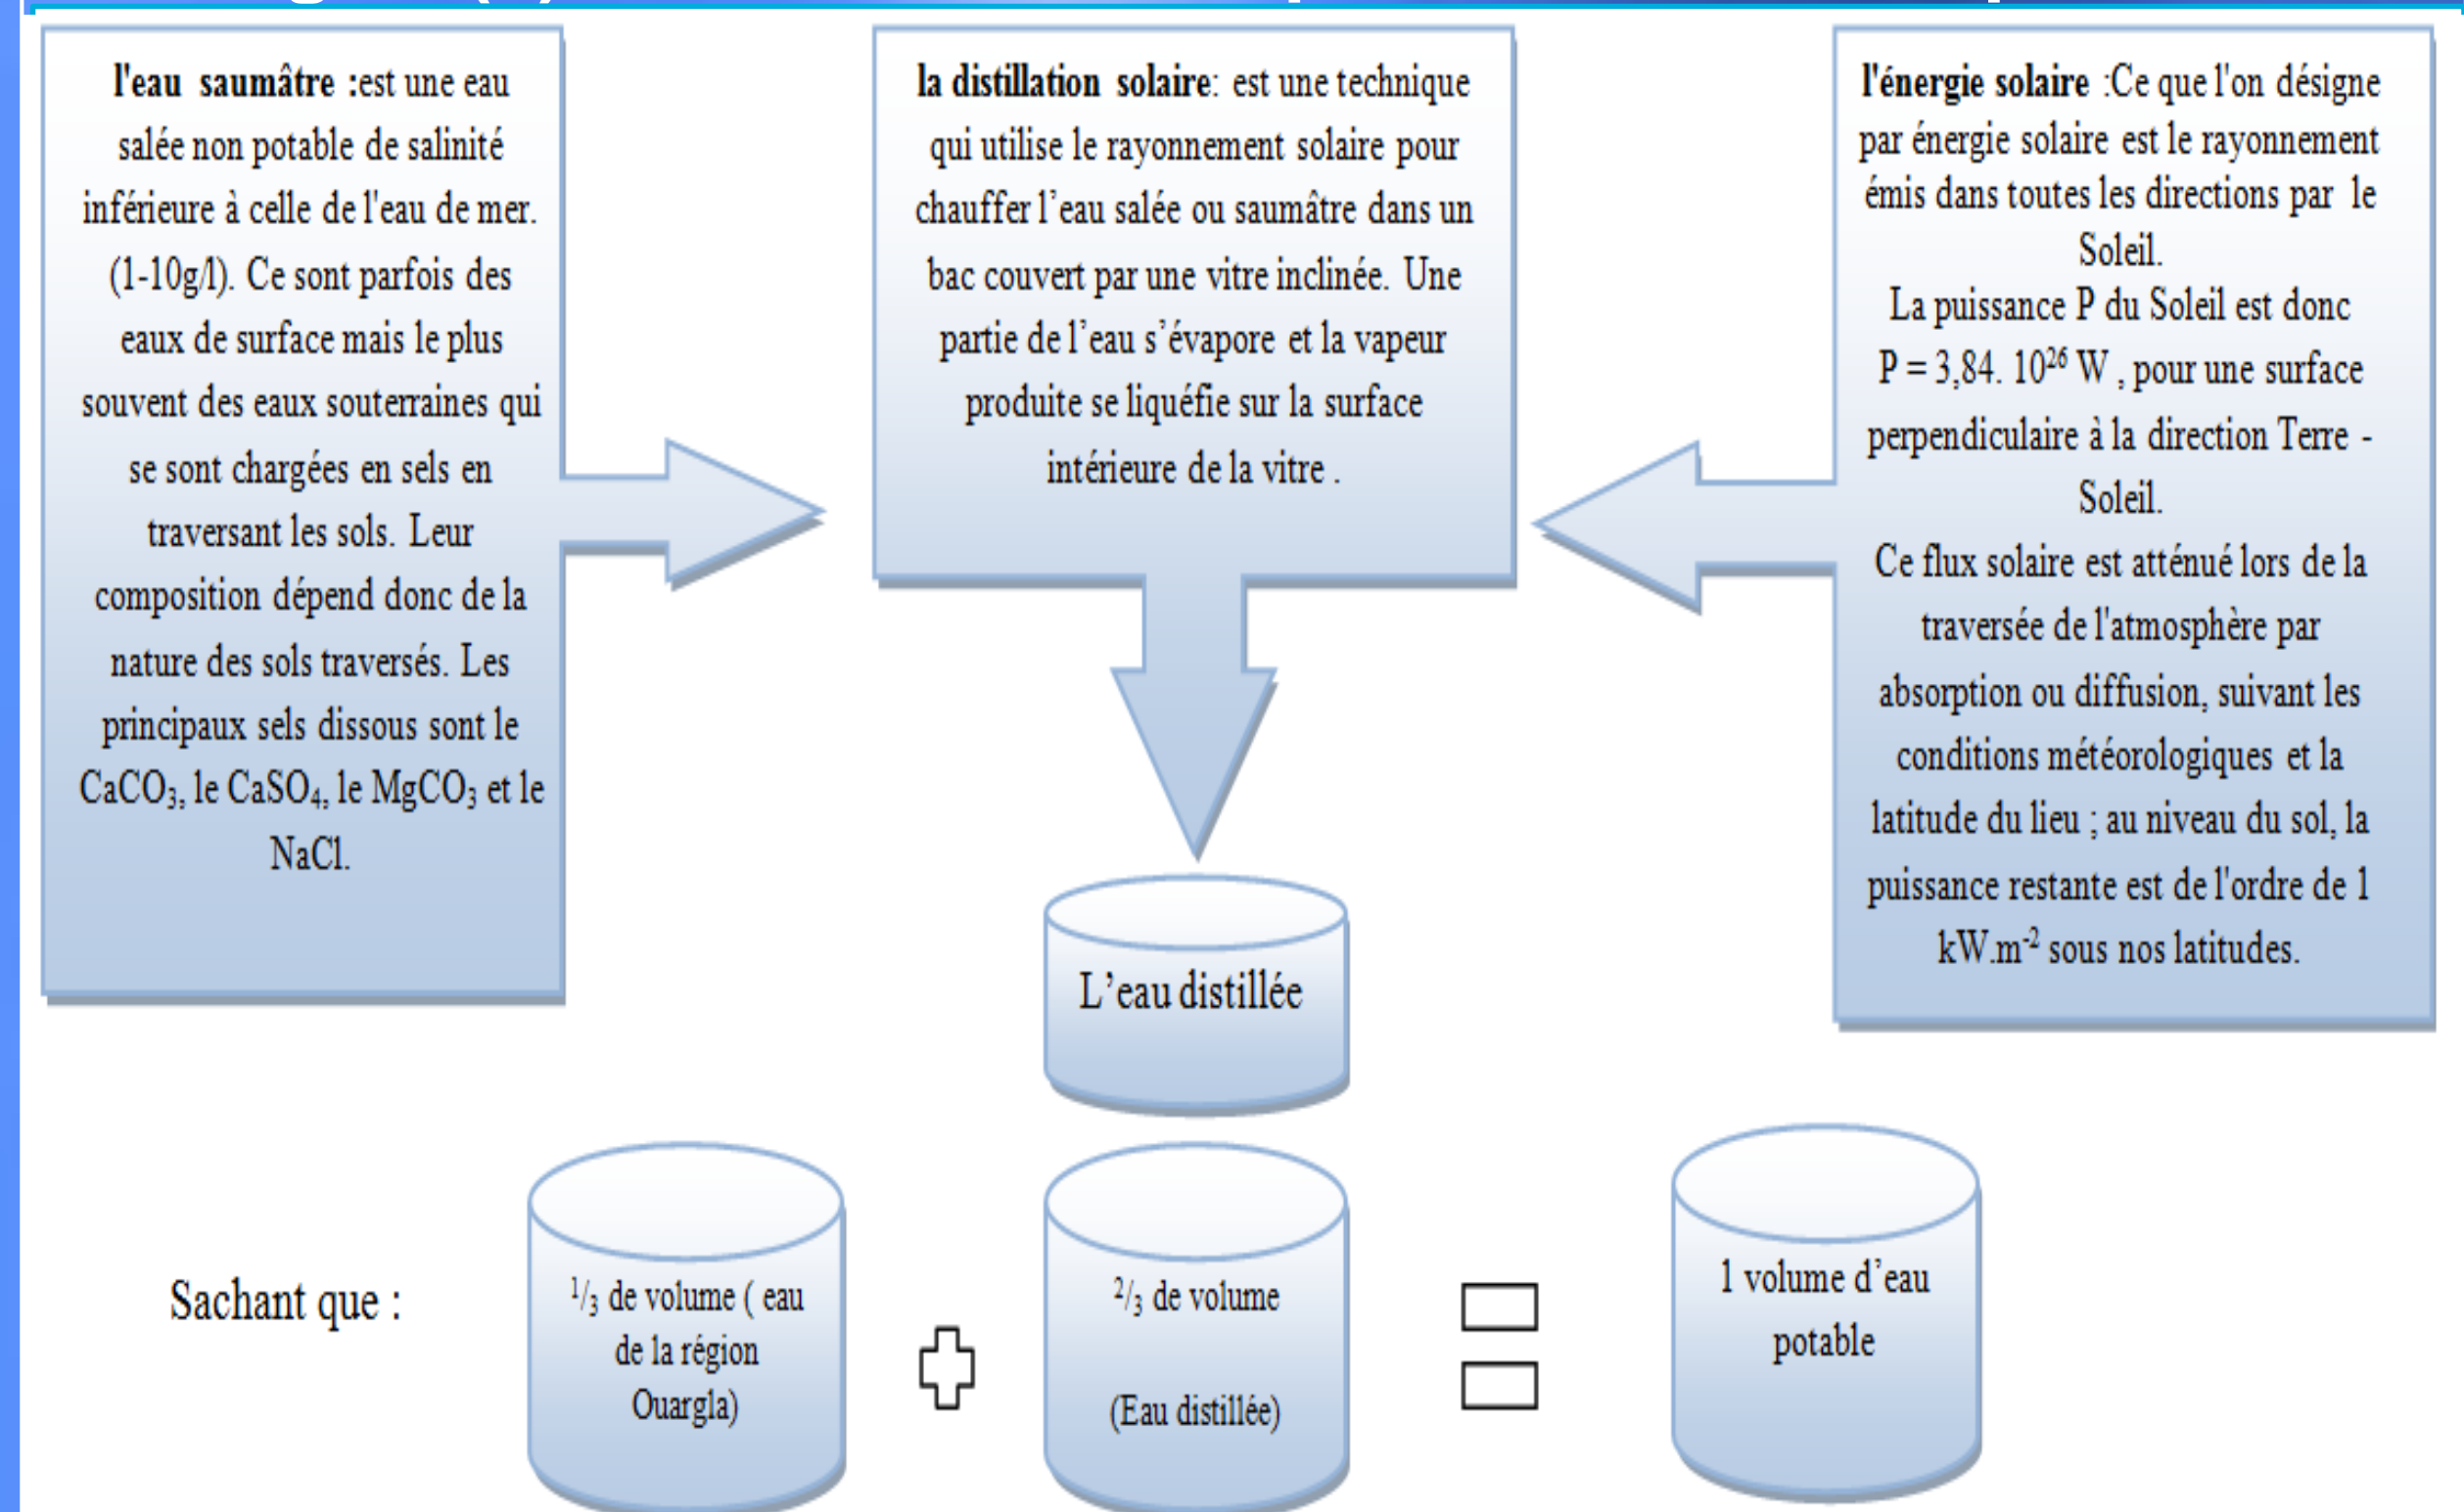 l'eau saumâtre :est une eau
salée non potable de salinité
inférieure à celle de l'eau de mer.
(1-10g/l). Ce sont parfois des
eaux de surface mais le plus
souvent des eaux souterraines qui
se sont chargées en sels en
traversant les sols. Leur
composition dépend donc de la
nature des sols traversés. Les
principaux sels dissous sont le
CaCO₃, le CaSO₄, le MgCO₃ et le
NaCl.
la distillation solaire: est une technique
qui utilise le rayonnement solaire pour
chauffer l’eau salée ou saumâtre dans un
bac couvert par une vitre inclinée. Une
partie de l’eau s’évapore et la vapeur
produite se liquéfie sur la surface
intérieure de la vitre .
l'énergie solaire :Ce que l'on désigne
par énergie solaire est le rayonnement
émis dans toutes les directions par le
Soleil.
La puissance P du Soleil est donc
P = 3,84. 10²⁶ W , pour une surface
perpendiculaire à la direction Terre -
Soleil.
Ce flux solaire est atténué lors de la
traversée de l'atmosphère par
absorption ou diffusion, suivant les
conditions météorologiques et la
latitude du lieu ; au niveau du sol, la
puissance restante est de l'ordre de 1
kW.m⁻² sous nos latitudes.
L’eau distillée
Sachant que :
¹/₃ de volume ( eau
de la région
Ouargla)
²/₃ de volume
(Eau distillée)
1 volume d’eau
potable